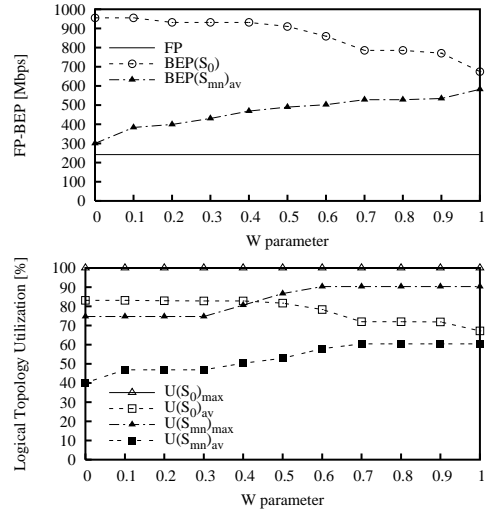 1000
900
800
700
600
500
400
300
200
100
0
FP-BEP [Mbps]
FP
BEP(S0)
BEP(Smn)av
0 0.1 0.2 0.3 0.4 0.5 0.6 0.7 0.8 0.9 1
W parameter
100
90
80
70
60
50
40
30
20
10
0
Logical Topology Utilization [%]
U(S0)max
U(S0)av
U(Smn)max
U(Smn)av
0 0.1 0.2 0.3 0.4 0.5 0.6 0.7 0.8 0.9 1
W parameter